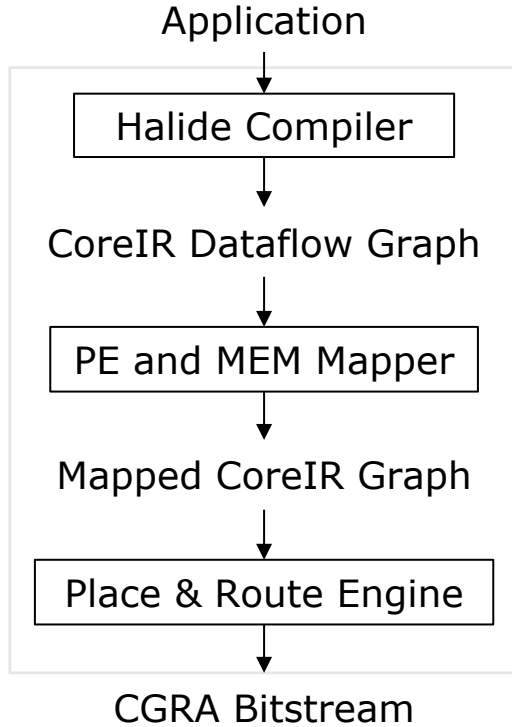 Application
Halide Compiler
CoreIR Dataflow Graph
PE and MEM Mapper
Mapped CoreIR Graph
Place & Route Engine
CGRA Bitstream